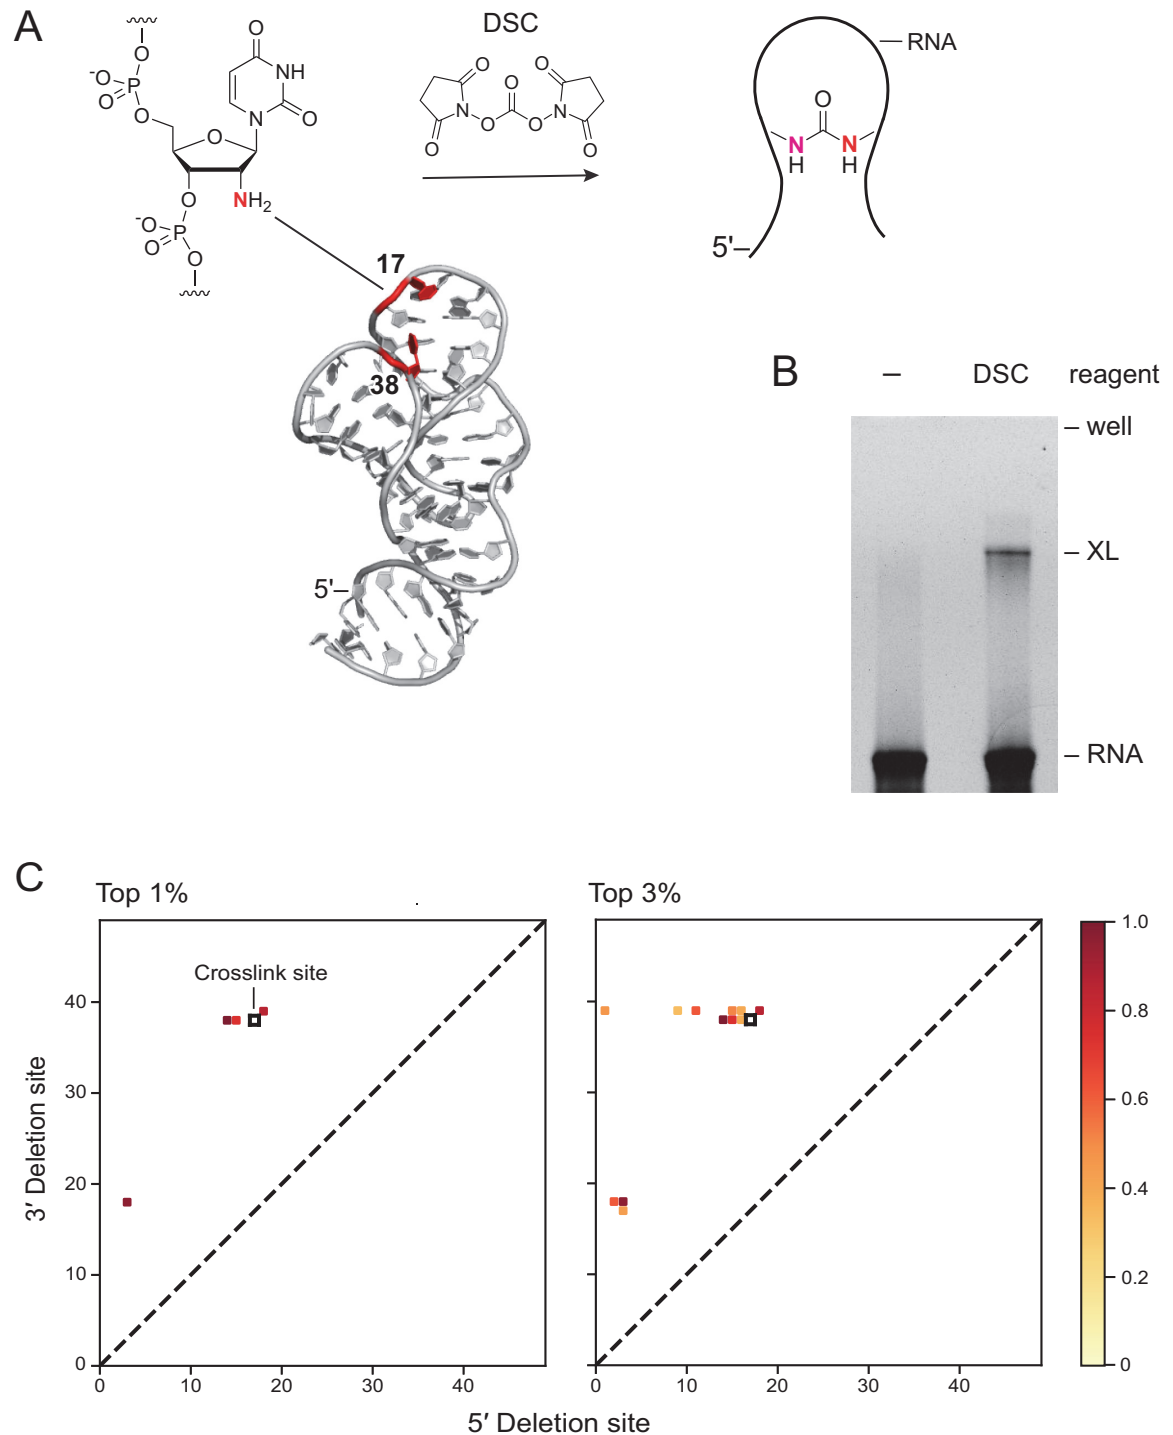 A
DSC
O
O
P
-O
O
O
O
NH
N
O
O
O
NH2
-O
P
O
O
O
O
N
O
O
O
O
N
O
O
RNA
O
N
H
N
H
5'
17
38
5'
B
–
DSC
reagent
well
XL
RNA
C
Top 1%
Top 3%
Crosslink site
3′ Deletion site
40
30
20
10
0
0
10
20
30
40
0
10
20
30
40
5′ Deletion site
1.0
0.8
0.6
0.4
0.2
0